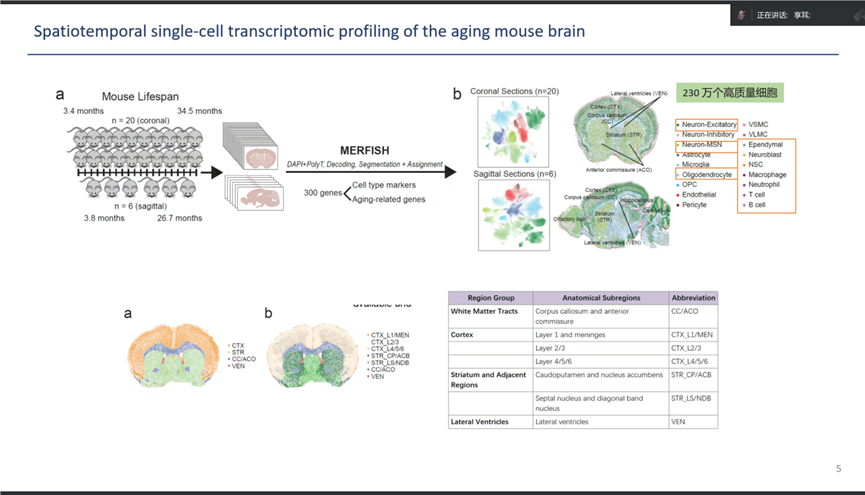 正在讲话: 享耳;
Spatiotemporal single-cell transcriptomic profiling of the aging mouse brain
a
Mouse Lifespan
3.4 months
34.5 months
n = 20 (coronal)
n = 6 (sagittal)
3.8 months
26.7 months
MERFISH
DAPI+PolyT, Decoding, Segmentation + Assignment
300 genes
Cell type markers
Aging-related genes
b
Coronal Sections (n=20)
Lateral ventricles (VEN)
Cortex (CTX)
Corpus callosum
(CC)
Striatum (STR)
Anterior commissure (ACO)
Sagittal Sections (n=6)
Cortex (CTX)
Corpus callosum (CC)
Hippocampus
Olfactory bulb
Striatum
(STR)
Lateral ventricles (VEN)
230 万个高质量细胞
Neuron-Excitatory
Neuron-Inhibitory
Neuron-MSN
Astrocyte
Microglia
Oligodendrocyte
OPC
Endothelial
Pericyte
VSMC
VLMC
Ependymal
Neuroblast
NSC
Macrophage
Neutrophil
T cell
B cell
a
CTX
STR
CC/ACO
VEN
b
CTX_L1/MEN
CTX_L2/3
CTX_L4/5/6
STR_CP/ACB
STR_LS/NDB
CC/ACO
VEN
Region Group Anatomical Subregions Abbreviation
White Matter Tracts Corpus callosum and anterior CC/ACO
commissure
Cortex Layer 1 and meninges CTX_L1/MEN
Layer 2/3 CTX_L2/3
Layer 4/5/6 CTX_L4/5/6
Striatum and Adjacent Caudoputamen and nucleus accumbens STR_CP/ACB
Regions
Septal nucleus and diagonal band STR_LS/NDB
nucleus
Lateral Ventricles Lateral ventricles VEN
5